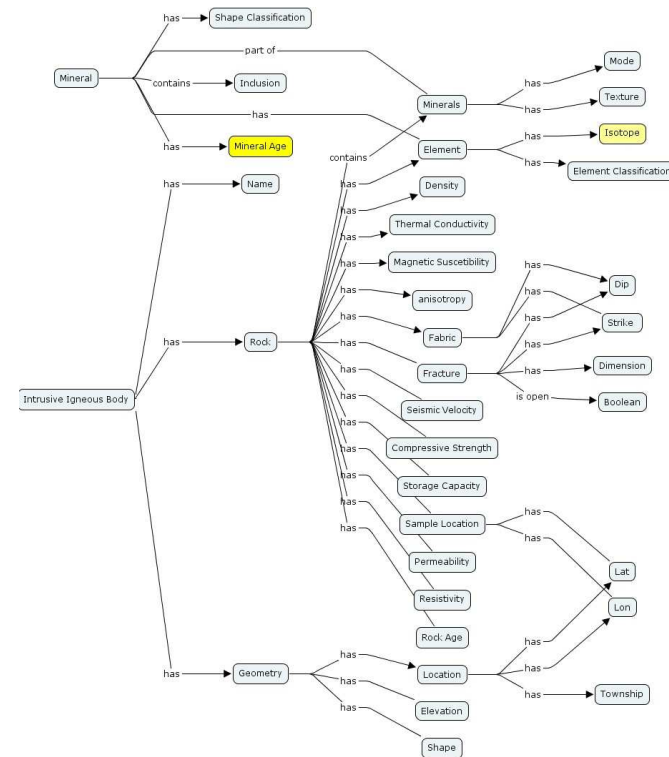 has
Shape Classification
part of
Mineral
contains
Inclusion
has
has
Mineral Age
has
Name
Minerals
has
Mode
has
Texture
contains
Element
has
Isotope
has
Element Classification
has
has
Density
has
Thermal Conductivity
has
Magnetic Suscetibility
has
anisotropy
has
Fabric
has
Dip
has
Strike
has
Rock
has
Fracture
has
has
has
Dimension
is open
Boolean
Intrusive Igneous Body
has
Seismic Velocity
has
Compressive Strength
has
Storage Capacity
has
Sample Location
has
has
Lat
Lon
has
Permeability
has
Resistivity
has
Rock Age
has
Geometry
has
Location
has
has
has
Township
has
Elevation
has
Shape